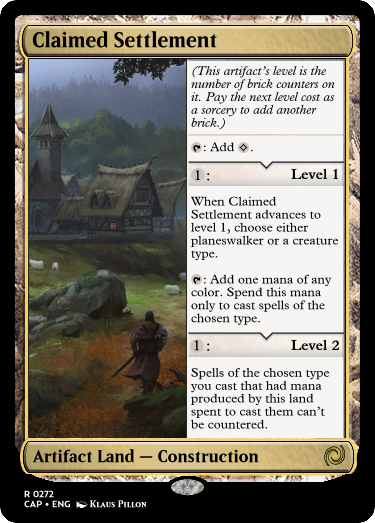 Claimed Settlement
(This artifact's level is the
number of brick counters on
it. Pay the next level cost as
a sorcery to add another
brick.)
: Add .
1 : Level 1
When Claimed
Settlement advances to
level 1, choose either
planeswalker or a creature
type.
: Add one mana of any
color. Spend this mana
only to cast spells of the
chosen type.
1 : Level 2
Spells of the chosen type
you cast that had mana
produced by this land
spent to cast them can't
be countered.
Artifact Land — Construction
R 0272
CAP • ENG Klaus Pillon